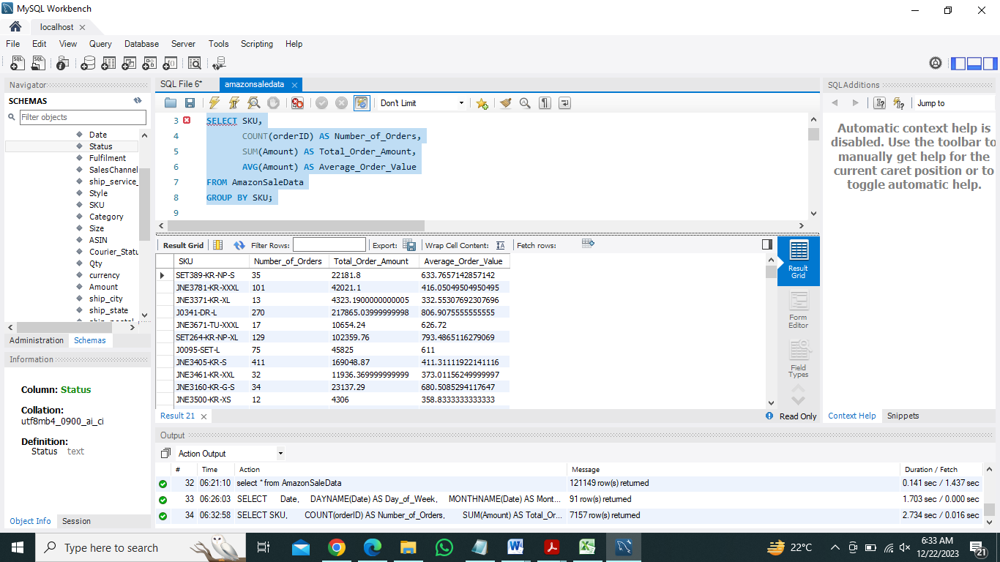 MySQL Workbench
localhost
File Edit View Query Database Server Tools Scripting Help
Navigator
SCHEMAS
Filter objects
Date
Status
Fulfilment
SalesChannel
ship_service_
Style
SKU
Category
Size
ASIN
Courier_Statu
Qty
currency
Amount
ship_city
ship_state
Administration Schemas
Information
Column: Status
Collation:
utf8mb4_0900_ai_ci
Definition:
Status text
Object Info Session
SQL File 6* amazonsaledata
Don't Limit
3 SELECT SKU,
4 COUNT(orderID) AS Number_of_Orders,
5 SUM(Amount) AS Total_Order_Amount,
6 AVG(Amount) AS Average_Order_Value
7 FROM AmazonSaleData
8 GROUP BY SKU;
9
Result Grid Filter Rows: Export: Wrap Cell Content: Fetch rows:
SKU Number_of_Orders Total_Order_Amount Average_Order_Value
SET389-KR-NP-S 35 22181.8 633.7657142857142
JNE3781-KR-XXXL 101 42021.1 416.05049504950495
JNE3371-KR-XL 13 4323.1900000000005 332.55307692307696
J0341-DR-L 270 217865.03999999998 806.9075555555555
JNE3671-TU-XXXL 17 10654.24 626.72
SET264-KR-NP-XL 129 102359.76 793.4865116279069
J0095-SET-L 75 45825 611
JNE3405-KR-S 411 169048.87 411.31111922141116
JNE3461-KR-XXL 32 11936.369999999999 373.01156249999997
JNE3160-KR-G-S 34 23137.29 680.5085294117647
JNE3500-KR-XS 12 4306 358.8333333333333
Result Grid
Form Editor
Field Types
Result 21
Read Only
SQLAdditions
Jump to
Automatic context help is
disabled. Use the toolbar to
manually get help for the
current caret position or to
toggle automatic help.
Context Help Snippets
Output
Action Output
# Time Action Message Duration / Fetch
32 06:21:10 select * from AmazonSaleData 121149 row(s) returned 0.141 sec / 1.437 sec
33 06:26:03 SELECT Date, DAYNAME(Date) AS Day_of_Week, MONTHNAME(Date) AS Mont... 91 row(s) returned 1.703 sec / 0.000 sec
34 06:32:58 SELECT SKU, COUNT(orderID) AS Number_of_Orders, SUM(Amount) AS Total_Or... 7157 row(s) returned 2.734 sec / 0.016 sec
Type here to search
22°C
6:33 AM
12/22/2023
21